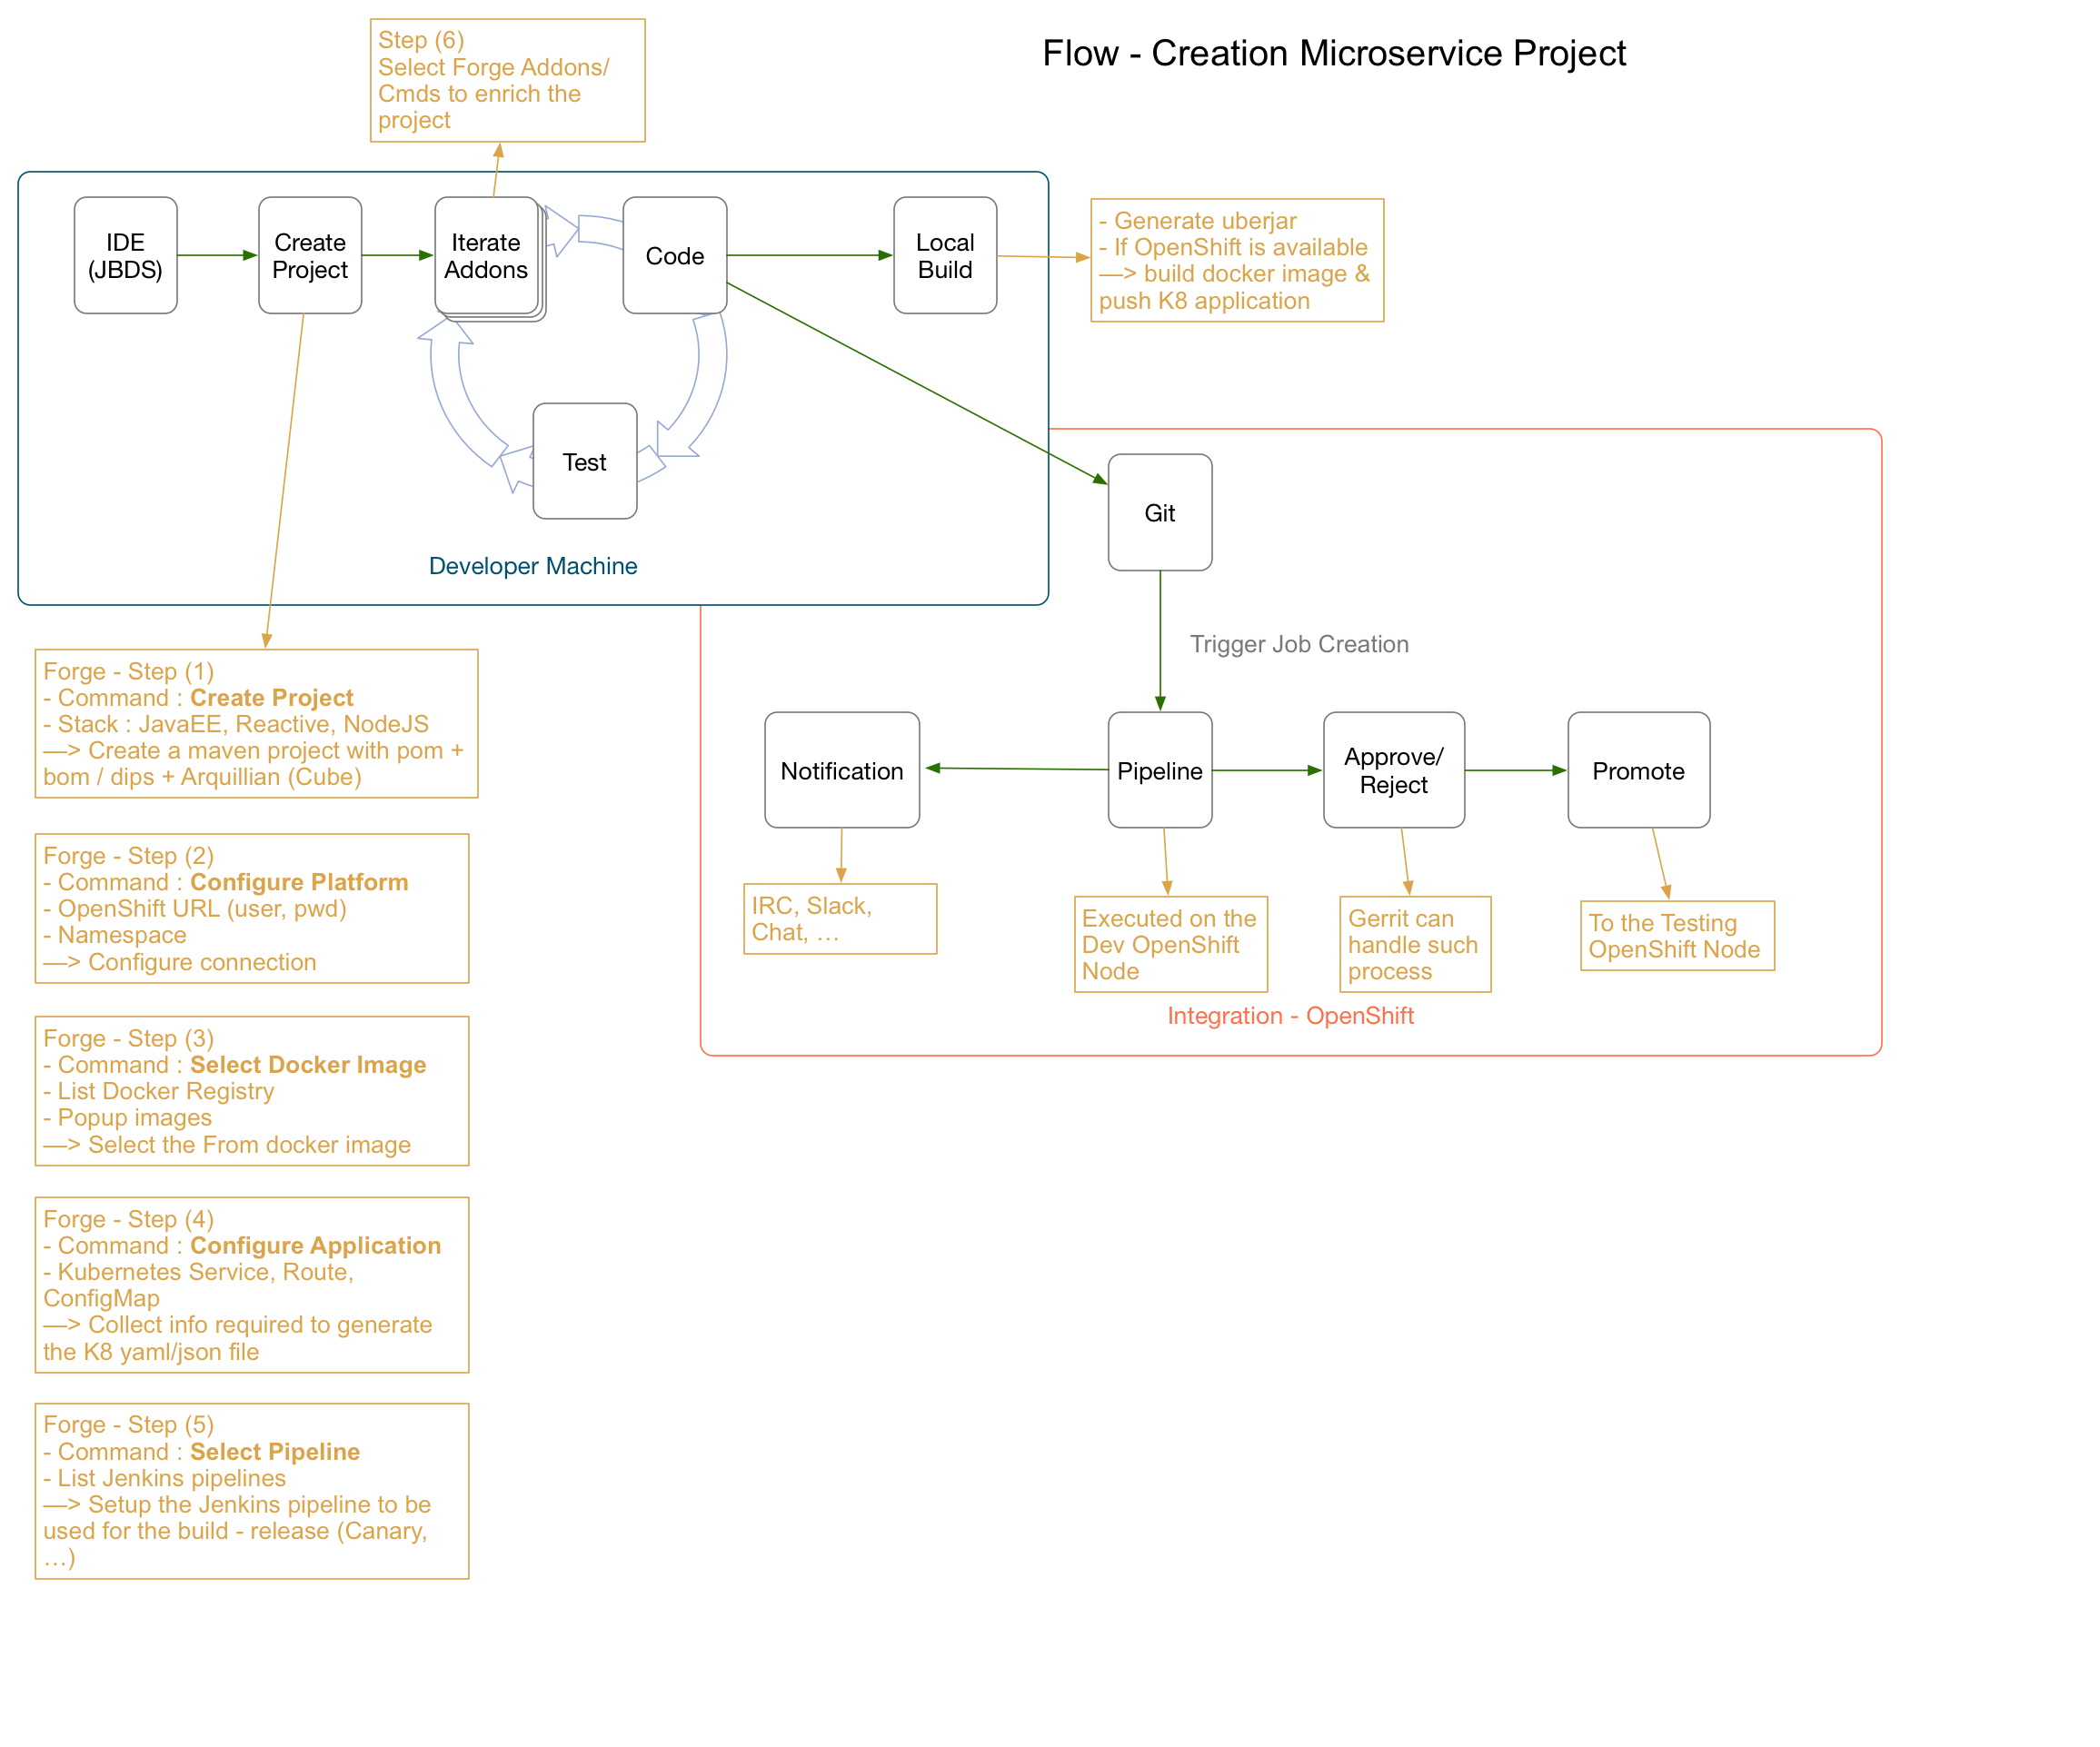 Step (6)
Select Forge Addons/
Cmds to enrich the
project
Flow - Creation Microservice Project
IDE
(JBDS)
Create
Project
Iterate
Addons
Code
Local
Build
- Generate uberjar
- If OpenShift is available
—> build docker image &
push K8 application
Test
Developer Machine
Git
Trigger Job Creation
Notification
Pipeline
Approve/
Reject
Promote
IRC, Slack,
Chat, …
Executed on the
Dev OpenShift
Node
Gerrit can
handle such
process
To the Testing
OpenShift Node
Integration - OpenShift
Forge - Step (1)
- Command : Create Project
- Stack : JavaEE, Reactive, NodeJS
—> Create a maven project with pom +
bom / dips + Arquillian (Cube)
Forge - Step (2)
- Command : Configure Platform
- OpenShift URL (user, pwd)
- Namespace
—> Configure connection
Forge - Step (3)
- Command : Select Docker Image
- List Docker Registry
- Popup images
—> Select the From docker image
Forge - Step (4)
- Command : Configure Application
- Kubernetes Service, Route,
ConfigMap
—> Collect info required to generate
the K8 yaml/json file
Forge - Step (5)
- Command : Select Pipeline
- List Jenkins pipelines
—> Setup the Jenkins pipeline to be
used for the build - release (Canary,
…)